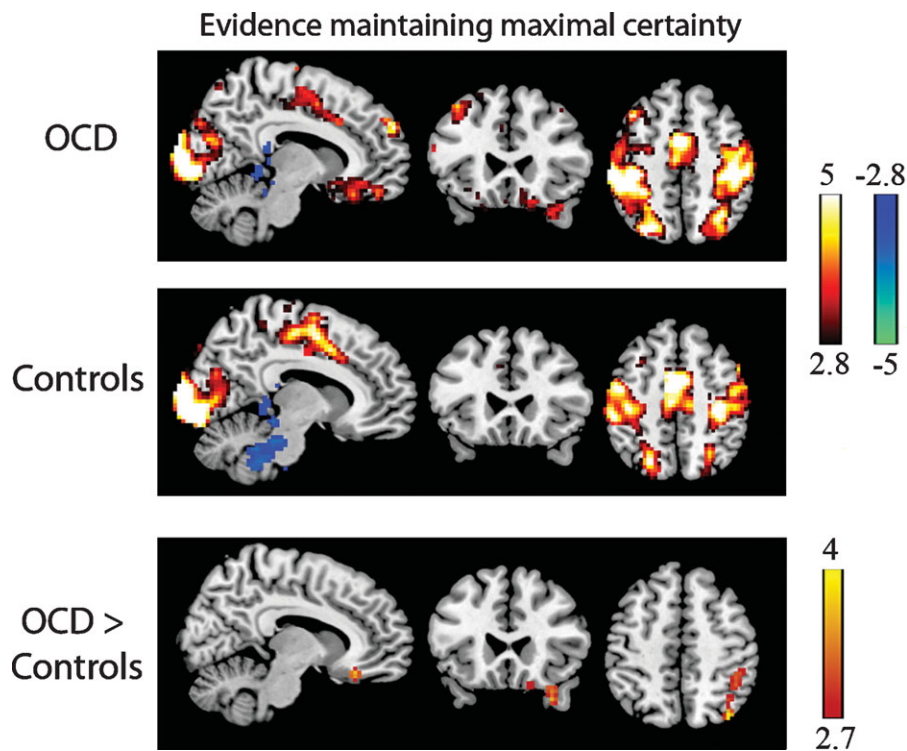 Evidence maintaining maximal certainty
OCD
5 -2.8
2.8 -5
Controls
OCD >
Controls
4
2.7